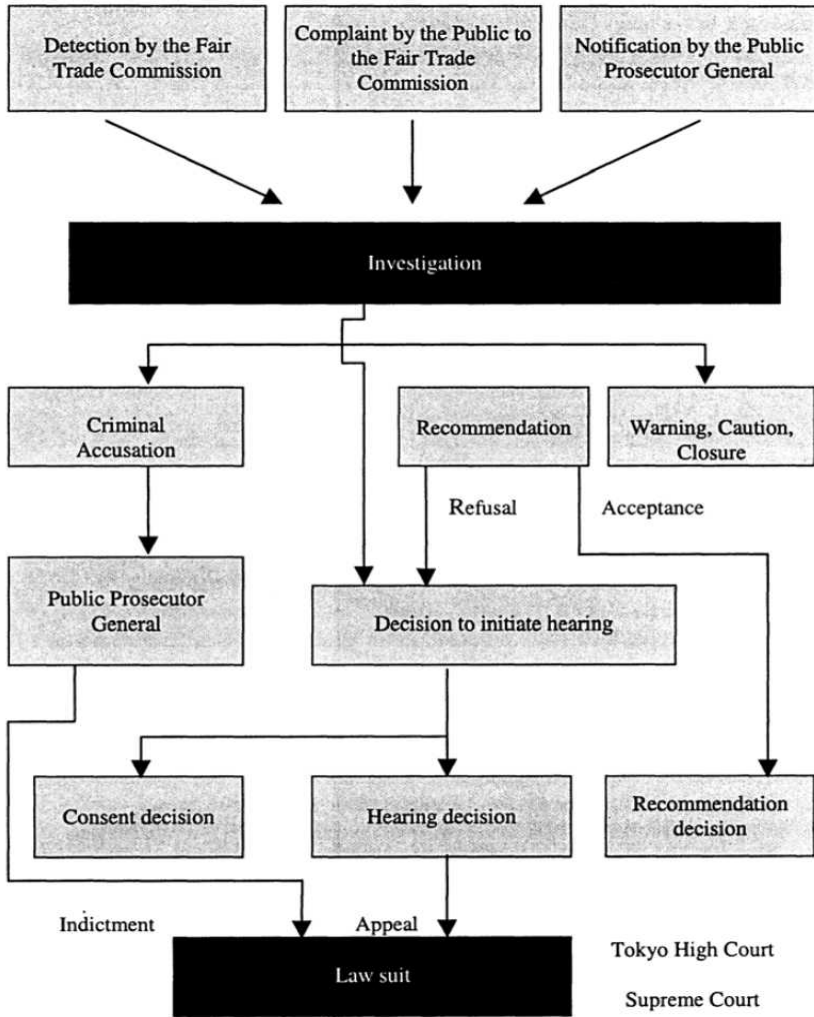 Detection by the Fair
Trade Commission
Complaint by the Public to
the Fair Trade
Commission
Notification by the Public
Prosecutor General
Investigation
Criminal
Accusation
Recommendation
Warning, Caution,
Closure
Refusal
Acceptance
Public Prosecutor
General
Decision to initiate hearing
Consent decision
Hearing decision
Recommendation
decision
Indictment
Appeal
Law suit
Tokyo High Court
Supreme Court